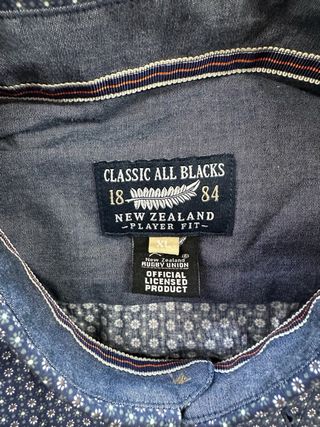 CLASSIC ALL BLACKS
18 84
NEW ZEALAND
-PLAYER FIT-
XL
®
New Zealand
RUGBY UNION
OFFICIAL
LICENSED
PRODUCT